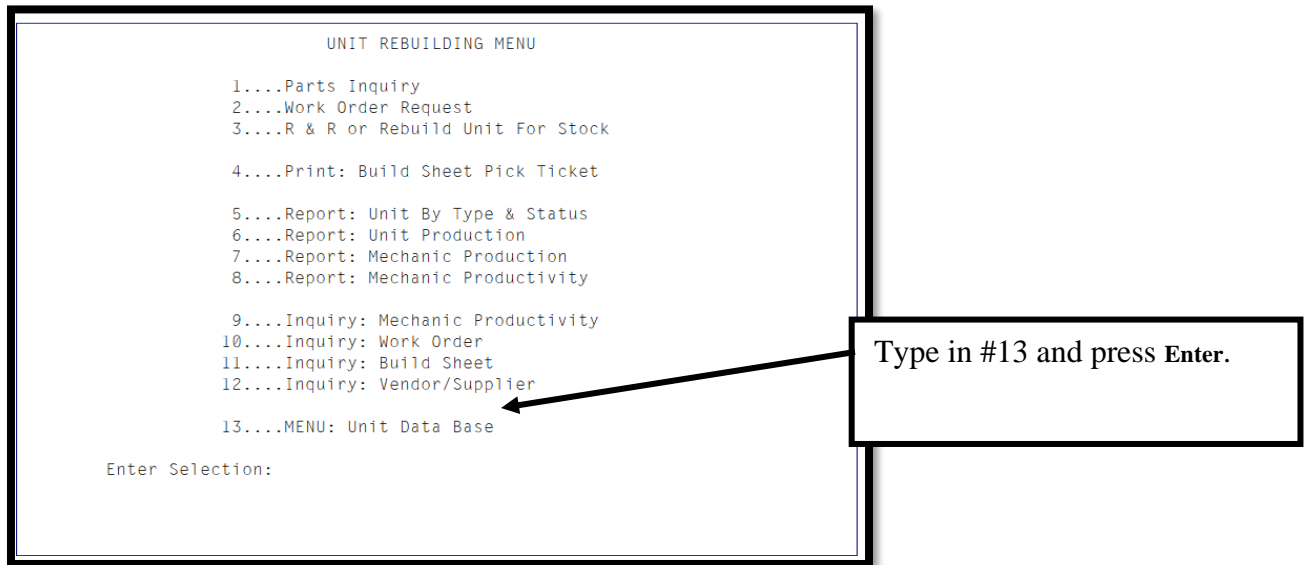 UNIT REBUILDING MENU
1....Parts Inquiry
2....Work Order Request
3....R & R or Rebuild Unit For Stock
4....Print: Build Sheet Pick Ticket
5....Report: Unit By Type & Status
6....Report: Unit Production
7....Report: Mechanic Production
8....Report: Mechanic Productivity
9....Inquiry: Mechanic Productivity
10....Inquiry: Work Order
11....Inquiry: Build Sheet
12....Inquiry: Vendor/Supplier
13....MENU: Unit Data Base
Enter Selection:
Type in #13 and press Enter.